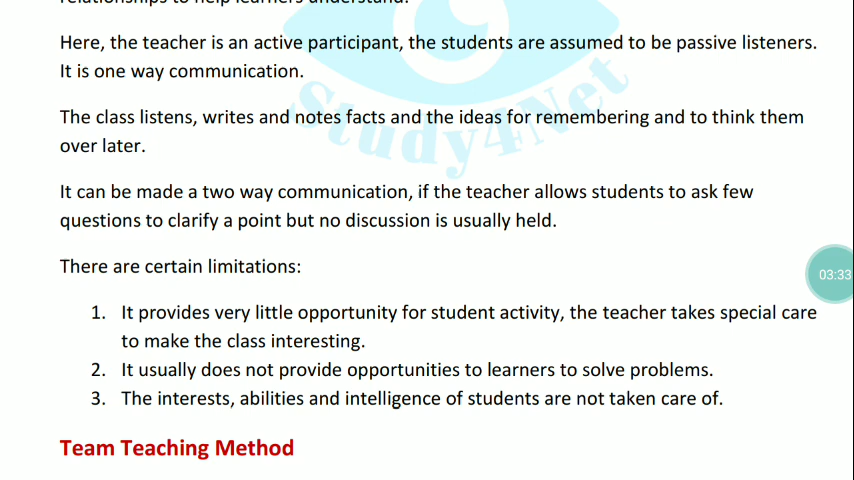 relationships to help learners understand.
Here, the teacher is an active participant, the students are assumed to be passive listeners.
It is one way communication.
The class listens, writes and notes facts and the ideas for remembering and to think them
over later.
It can be made a two way communication, if the teacher allows students to ask few
questions to clarify a point but no discussion is usually held.
There are certain limitations:
1. It provides very little opportunity for student activity, the teacher takes special care
to make the class interesting.
2. It usually does not provide opportunities to learners to solve problems.
3. The interests, abilities and intelligence of students are not taken care of.
Team Teaching Method
Study4Net
03:33